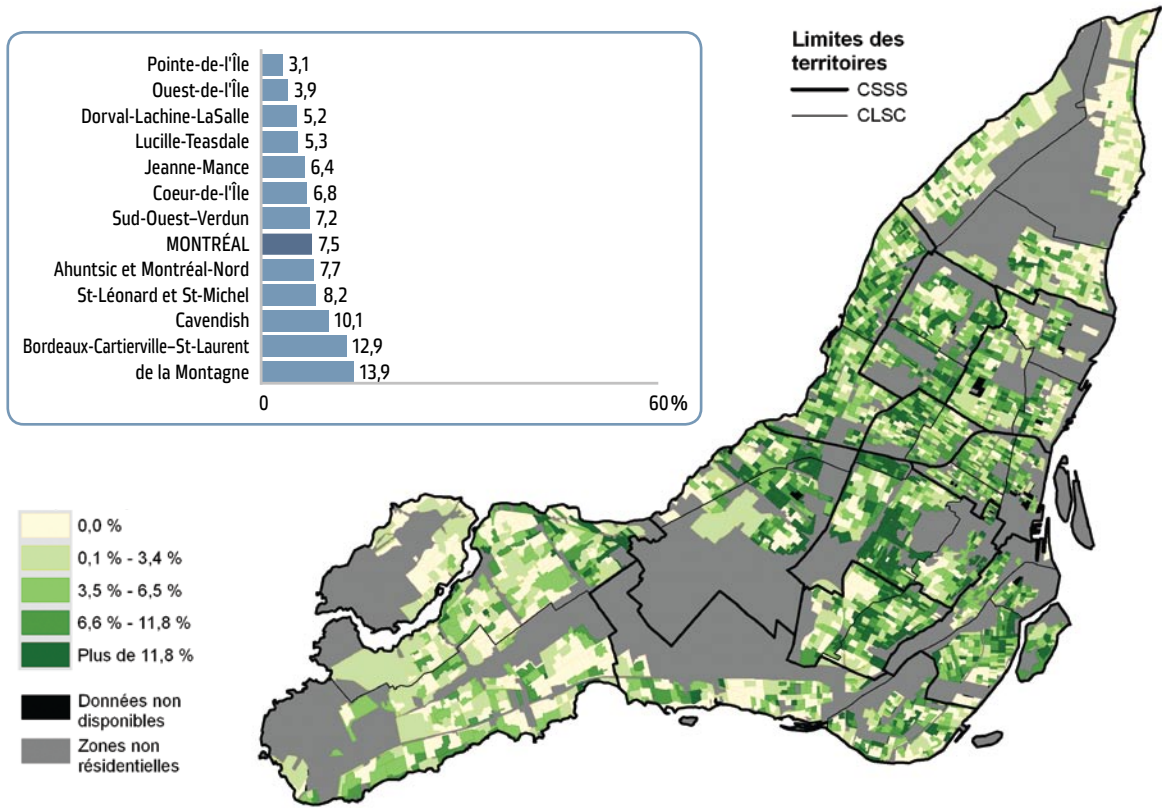 Pointe-de-l'Île 3,1
Ouest-de-l'Île 3,9
Dorval-Lachine-LaSalle 5,2
Lucille-Teasdale 5,3
Jeanne-Mance 6,4
Coeur-de-l'Île 6,8
Sud-Ouest–Verdun 7,2
MONTRÉAL 7,5
Ahuntsic et Montréal-Nord 7,7
St-Léonard et St-Michel 8,2
Cavendish 10,1
Bordeaux-Cartierville–St-Laurent 12,9
de la Montagne 13,9
0 60%
Limites des
territoires
CSSS
CLSC
0,0 %
0,1 % - 3,4 %
3,5 % - 6,5 %
6,6 % - 11,8 %
Plus de 11,8 %
Données non
disponibles
Zones non
résidentielles